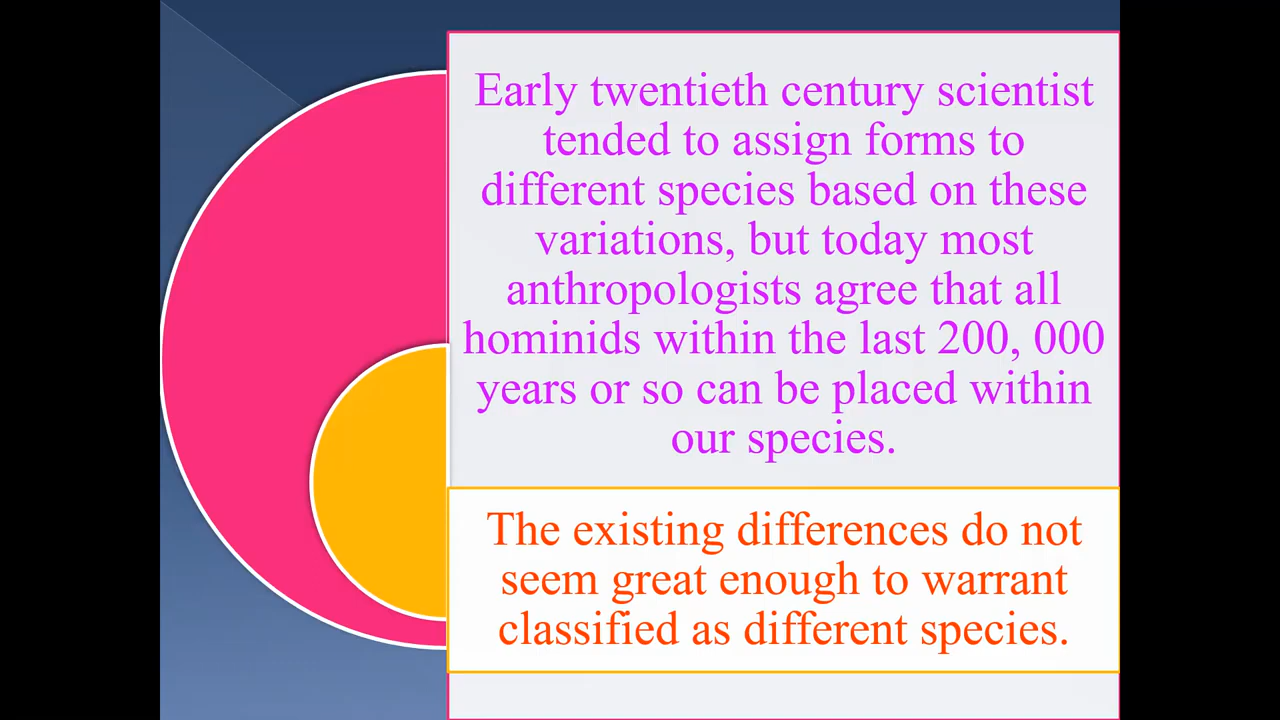 Early twentieth century scientist
tended to assign forms to
different species based on these
variations, but today most
anthropologists agree that all
hominids within the last 200, 000
years or so can be placed within
our species.
The existing differences do not
seem great enough to warrant
classified as different species.